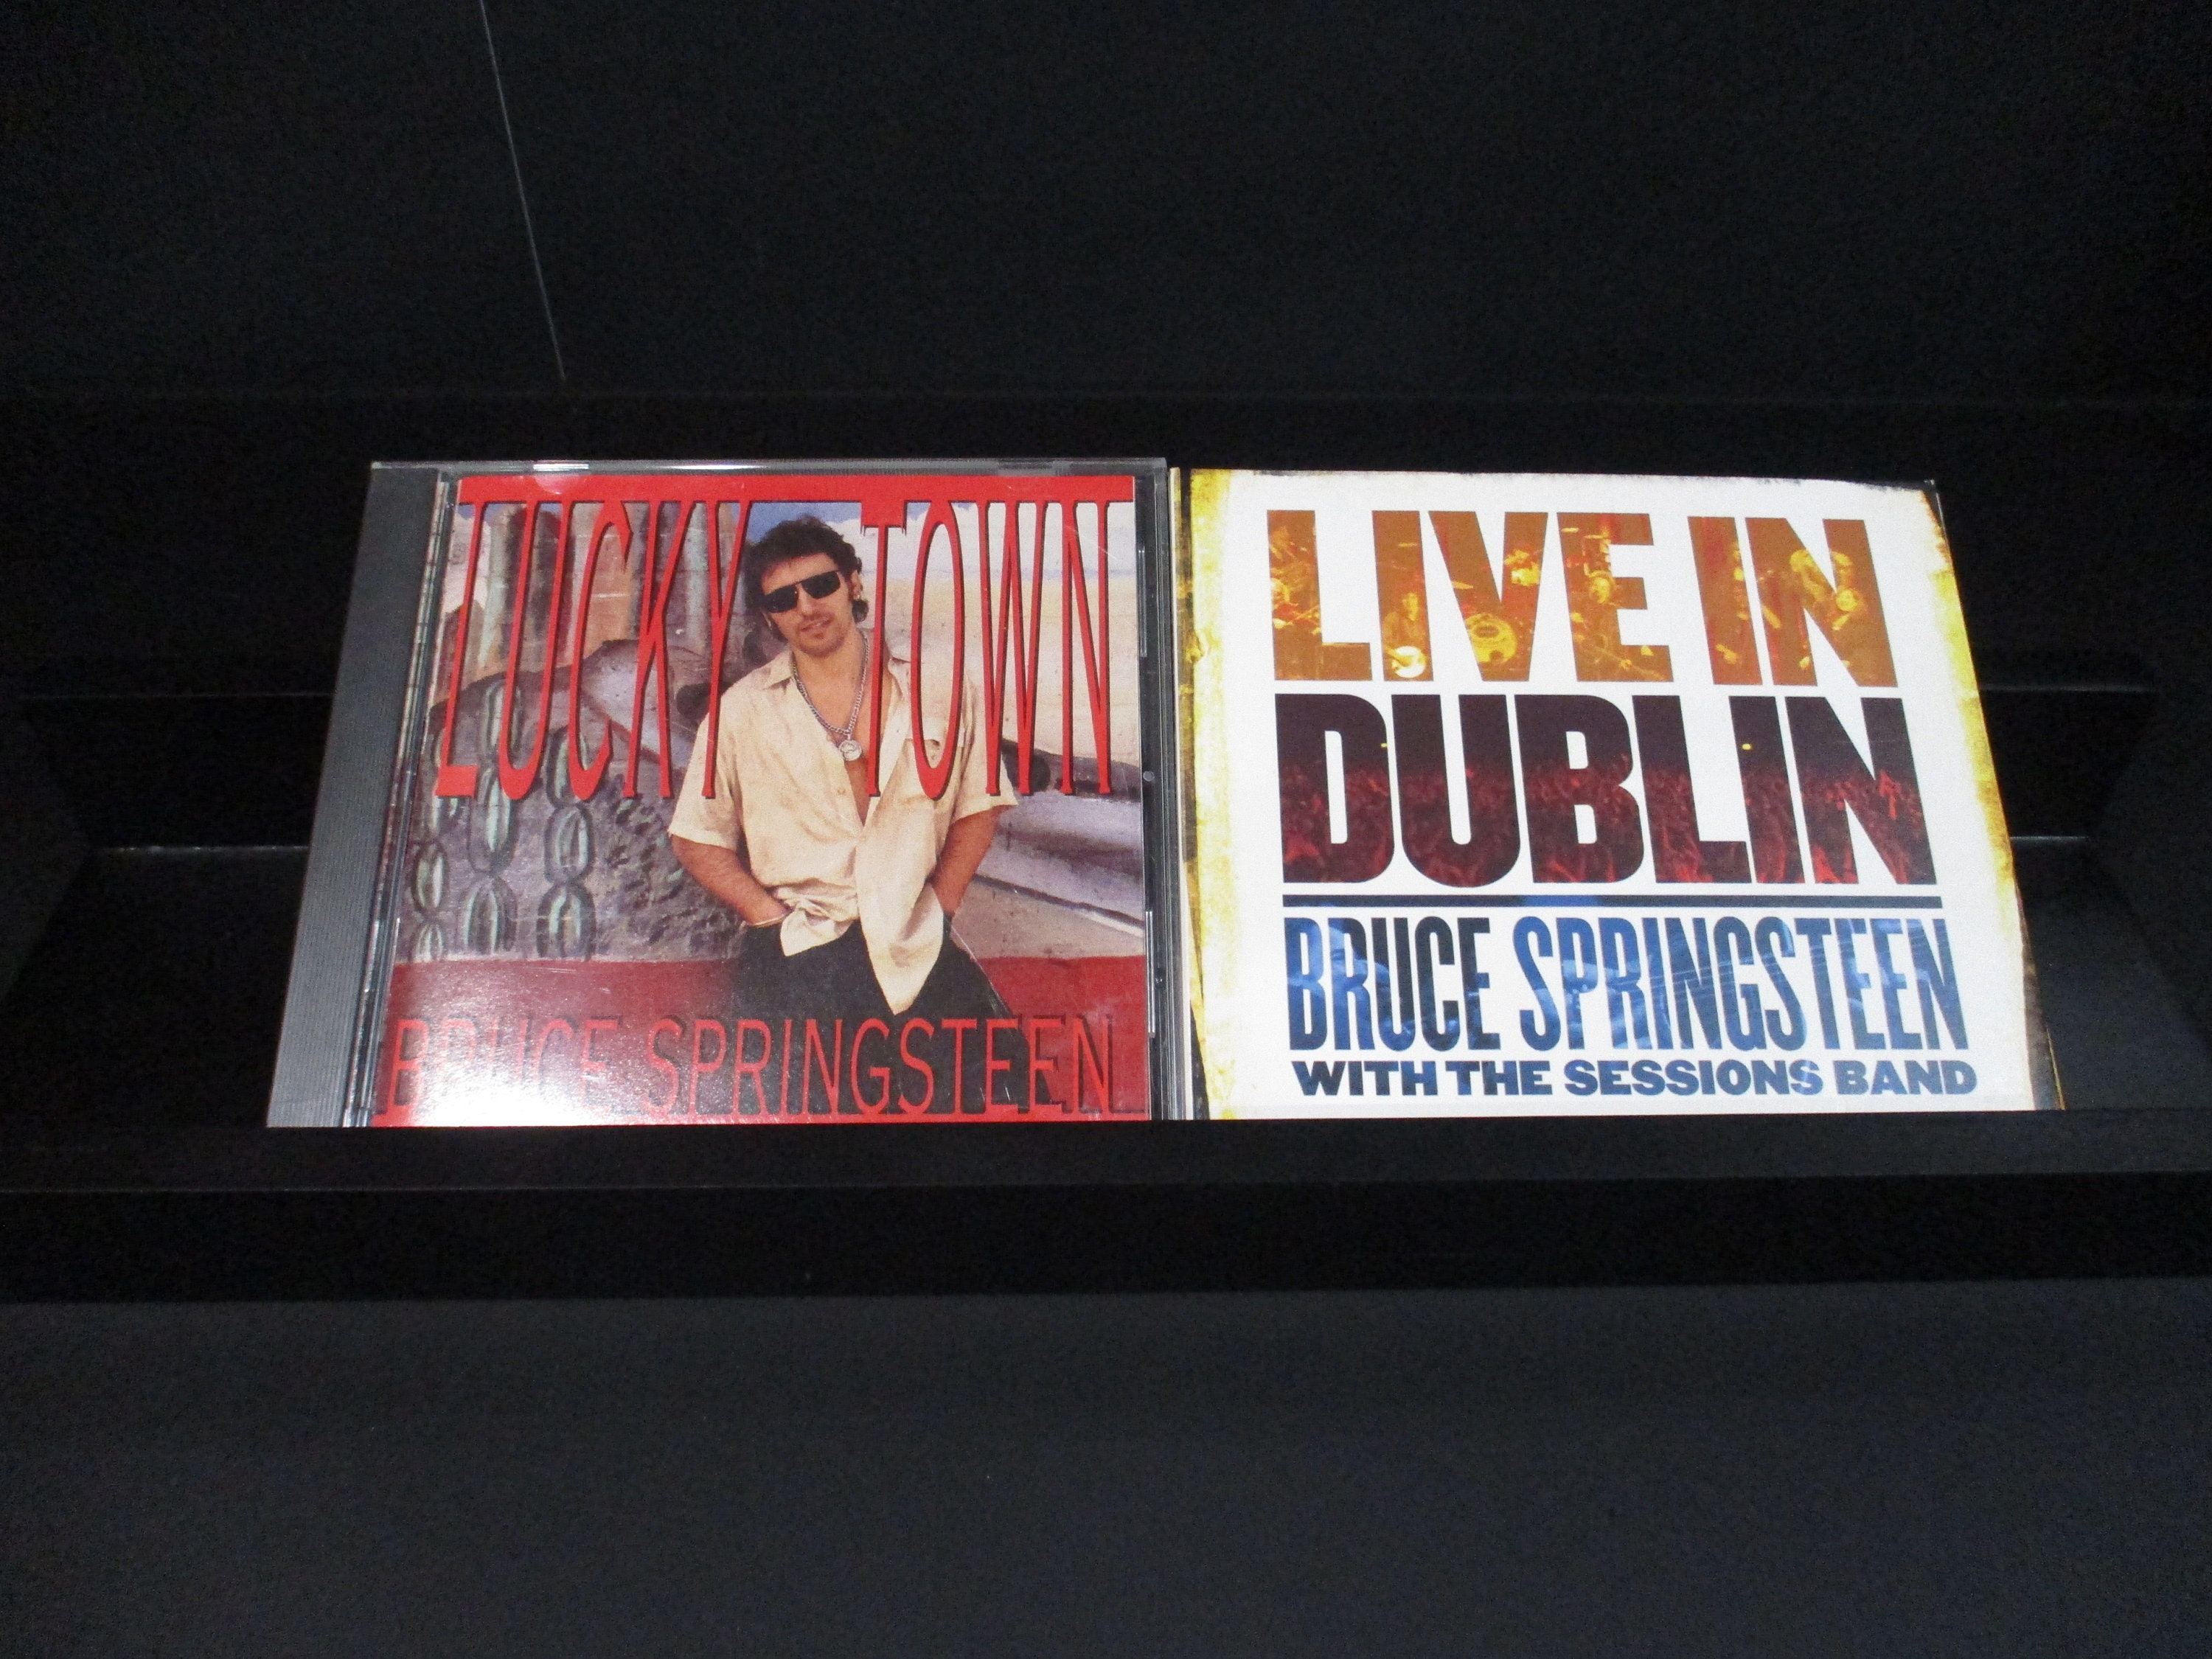 LUCKY TOWN
BRUCE SPRINGSTEEN
LIVE IN
DUBLIN
BRUCE SPRINGSTEEN
WITH THE SESSIONS BAND